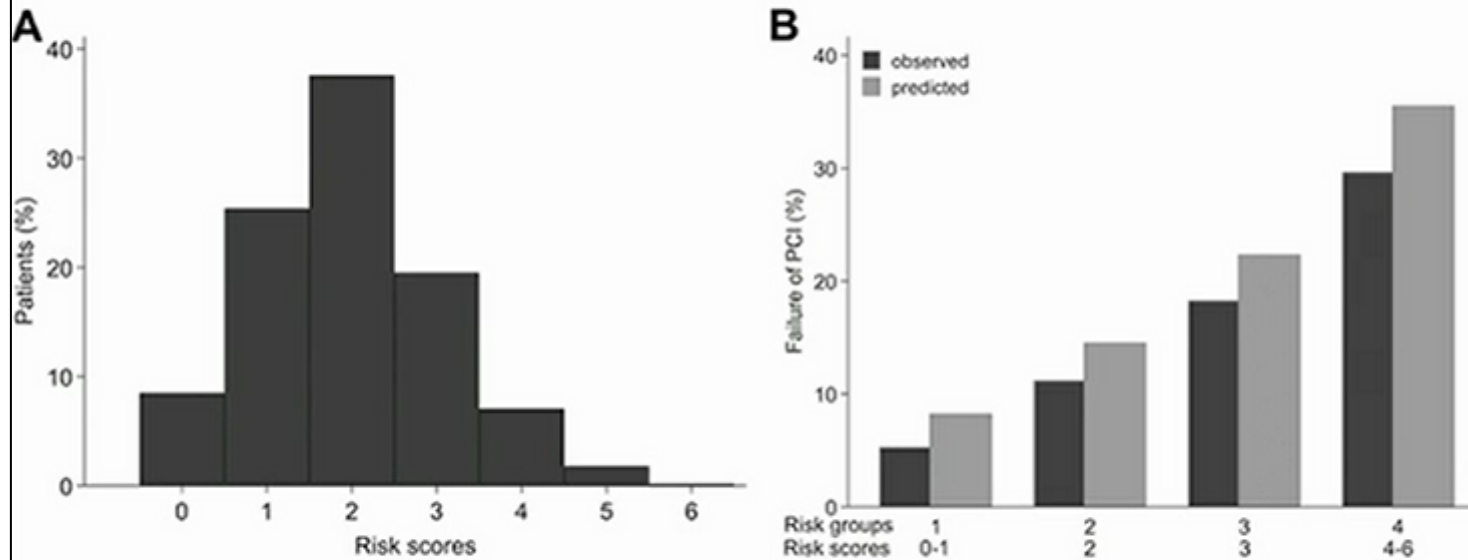 A
40
30
20
10
0
Patients (%)
0 1 2 3 4 5 6
Risk scores
B
observed
predicted
40
30
20
10
0
Failure of PCI (%)
Risk groups 1 2 3 4
Risk scores 0-1 2 3 4-6